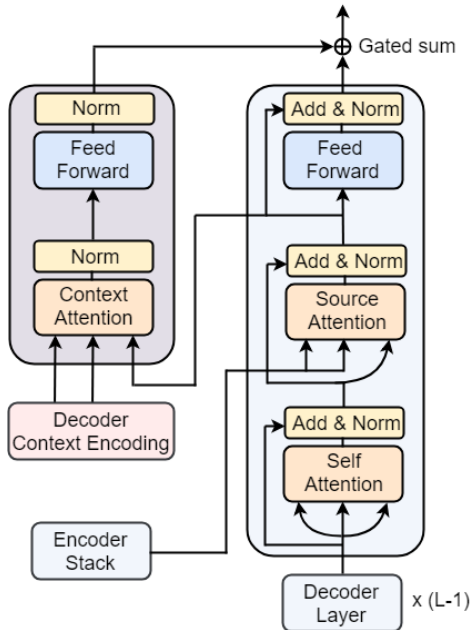 Gated sum
Norm
Feed
Forward
Norm
Context
Attention
Decoder
Context Encoding
Encoder
Stack
Add & Norm
Feed
Forward
Add & Norm
Source
Attention
Add & Norm
Self
Attention
Decoder
Layer
x (L-1)